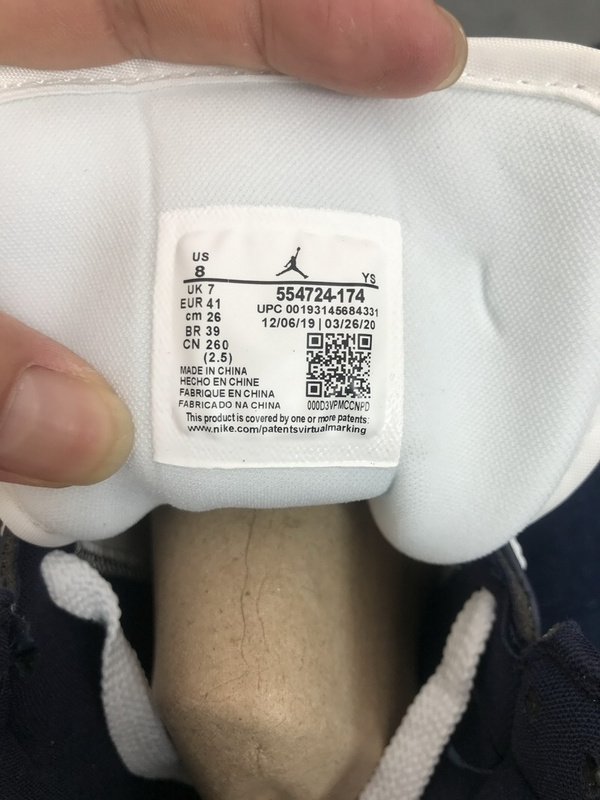 US
8
YS
UK 7
EUR 41
cm 26
BR 39
CN 260
(2.5)
554724-174
UPC 00193145684331
12/06/19 | 03/26/20
000D3VPMCCNPD
MADE IN CHINA
HECHO EN CHINE
FABRIQUE EN CHINA
FABRICADO NA CHINA
This product is covered by one or more patents:
www.nike.com/patentsvirtualmarking